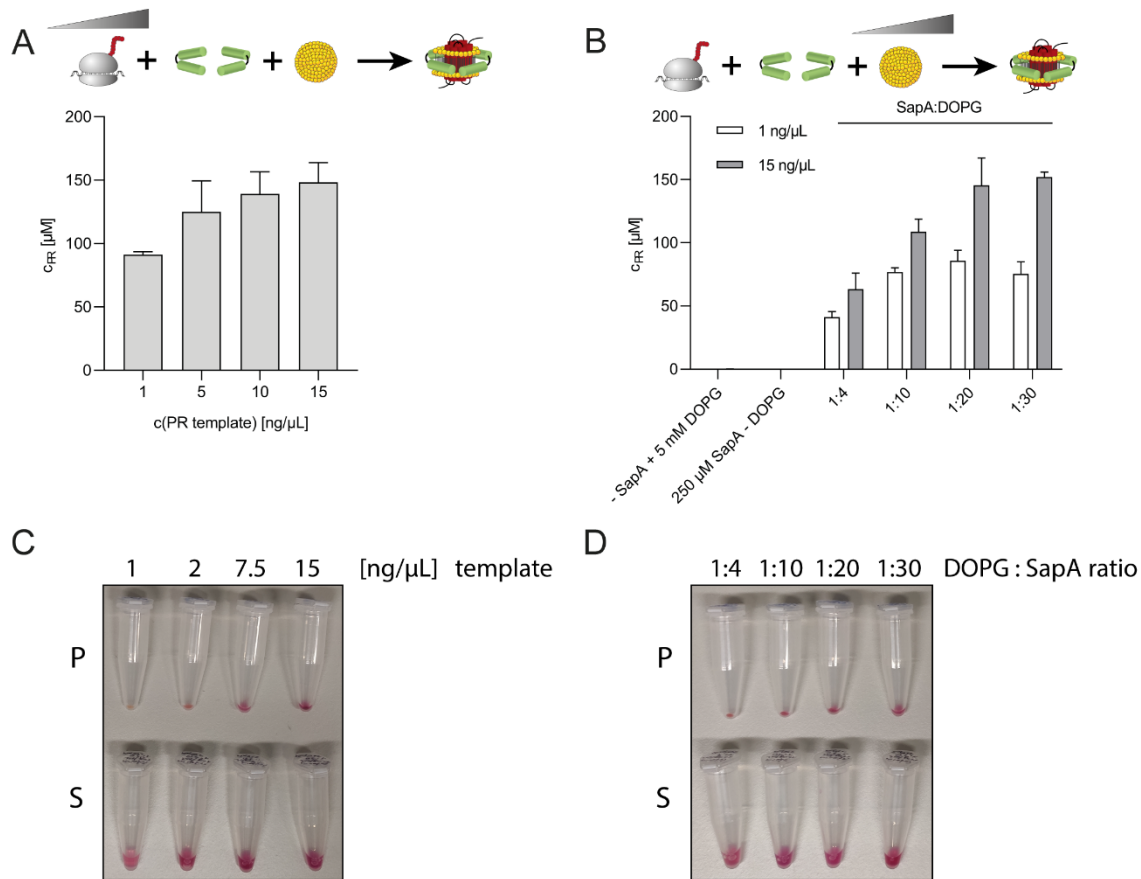 A
+ +
200
150
100
50
0
c_PR [µM]
1 5 10 15
c(PR template) [ng/µL]
B
+ +
SapA:DOPG
1 ng/µL
15 ng/µL
200
150
100
50
0
c_PR [µM]
- SapA + 5 mM DOPG
250 µM SapA - DOPG
1:4
1:10
1:20
1:30
C
1 2 7.5 15 [ng/µL] template
P
S
D
1:4 1:10 1:20 1:30 DOPG : SapA ratio
P
S